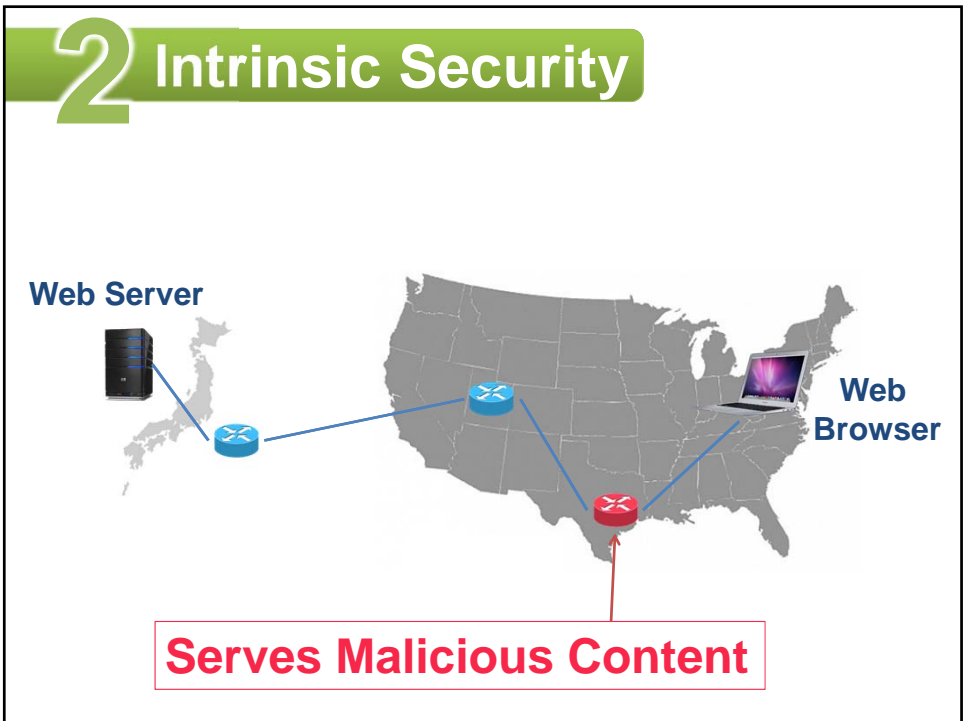 2 Intrinsic Security
Web Server
Web
Browser
Serves Malicious Content